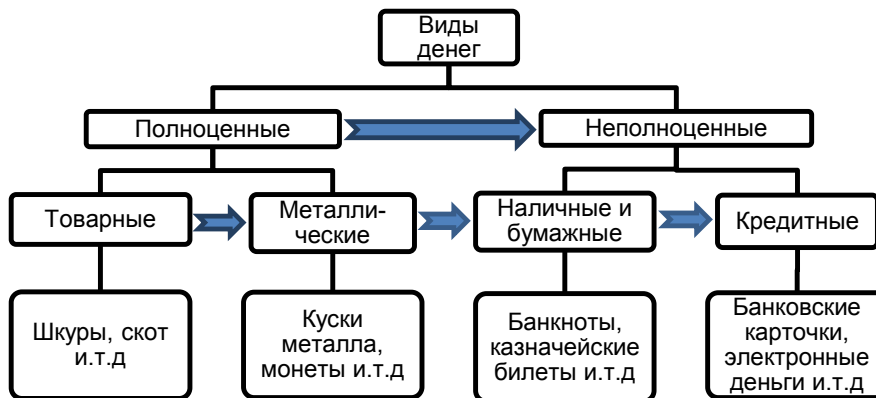 Виды
денег
Полноценные
Неполноценные
Товарные
Металли-
ческие
Наличные и
бумажные
Кредитные
Шкуры, скот
и.т.д
Куски
металла,
монеты и.т.д
Банкноты,
казначейские
билеты и.т.д
Банковские
карточки,
электронные
деньги и.т.д